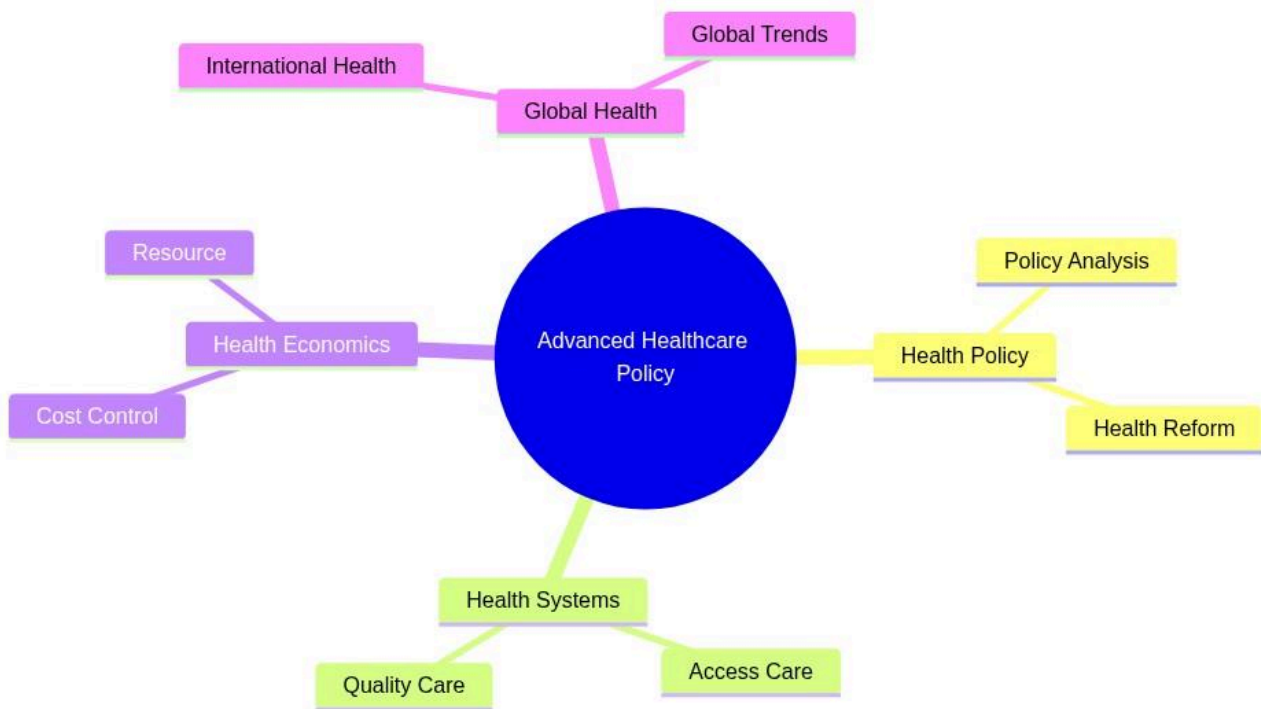 Global Trends
International Health
Global Health
Resource
Policy Analysis
Advanced Healthcare
Policy
Health Economics
Health Policy
Cost Control
Health Reform
Health Systems
Access Care
Quality Care